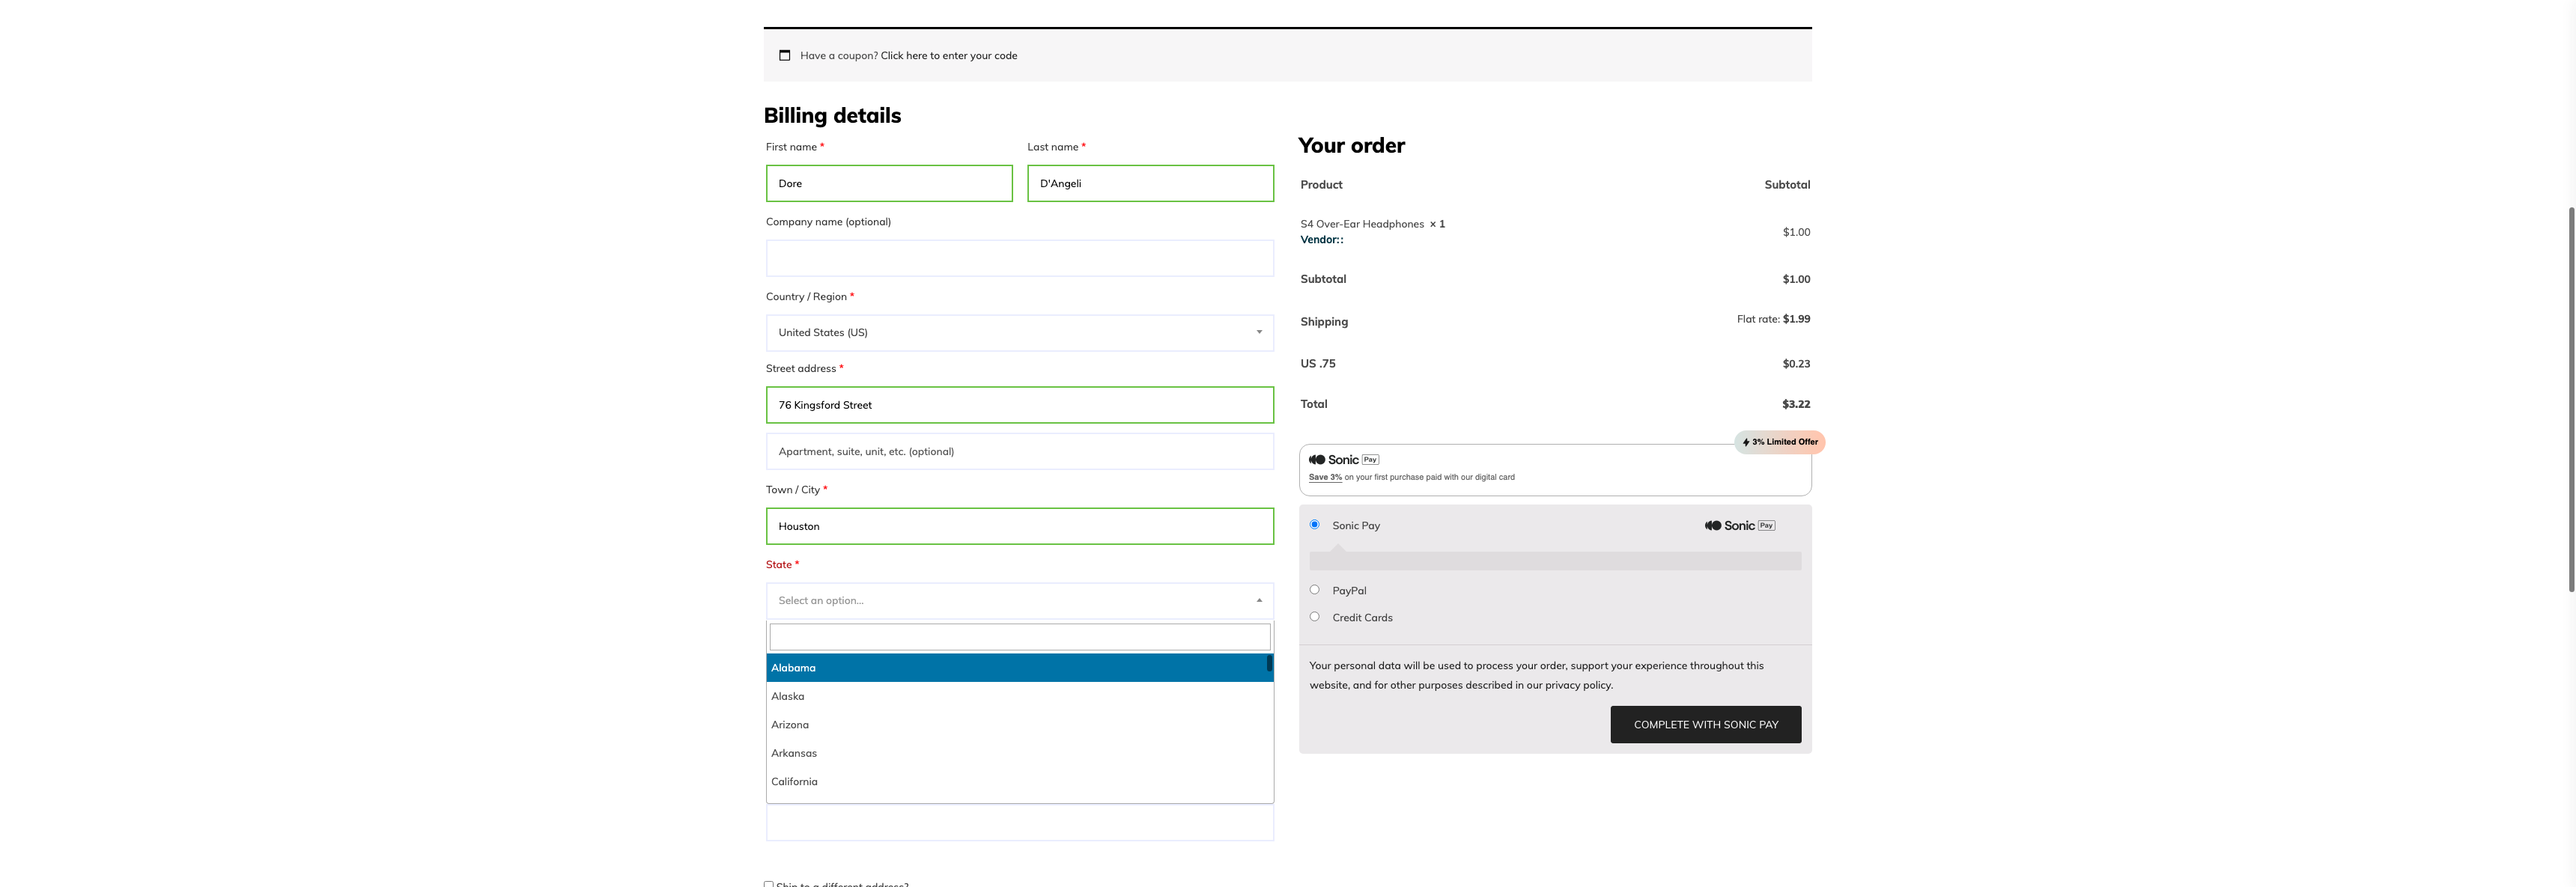 Have a coupon? Click here to enter your code
Billing details
First name *
Last name *
Dore
D'Angeli
Company name (optional)
Country / Region *
United States (US)
Street address *
76 Kingsford Street
Apartment, suite, unit, etc. (optional)
Town / City *
Houston
State *
Select an option...
Alabama
Alaska
Arizona
Arkansas
California
Ship to a different address?
Your order
Product Subtotal
S4 Over-Ear Headphones × 1
Vendor::
$1.00
Subtotal $1.00
Shipping Flat rate: $1.99
US .75 $0.23
Total $3.22
3% Limited Offer
Sonic Pay
Save 3% on your first purchase paid with our digital card
Sonic Pay Sonic Pay
PayPal
Credit Cards
Your personal data will be used to process your order, support your experience throughout this
website, and for other purposes described in our privacy policy.
COMPLETE WITH SONIC PAY